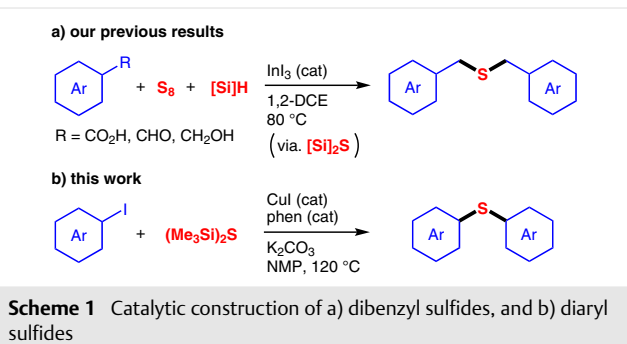 a) our previous results
R
Ar + S8 + [Si]H
InI3 (cat)
1,2-DCE
80 °C
(via. [Si]2S)
Ar S Ar
R = CO2H, CHO, CH2OH
b) this work
I
Ar + (Me3Si)2S
CuI (cat)
phen (cat)
K2CO3
NMP, 120 °C
Ar S Ar
Scheme 1 Catalytic construction of a) dibenzyl sulfides, and b) diaryl
sulfides